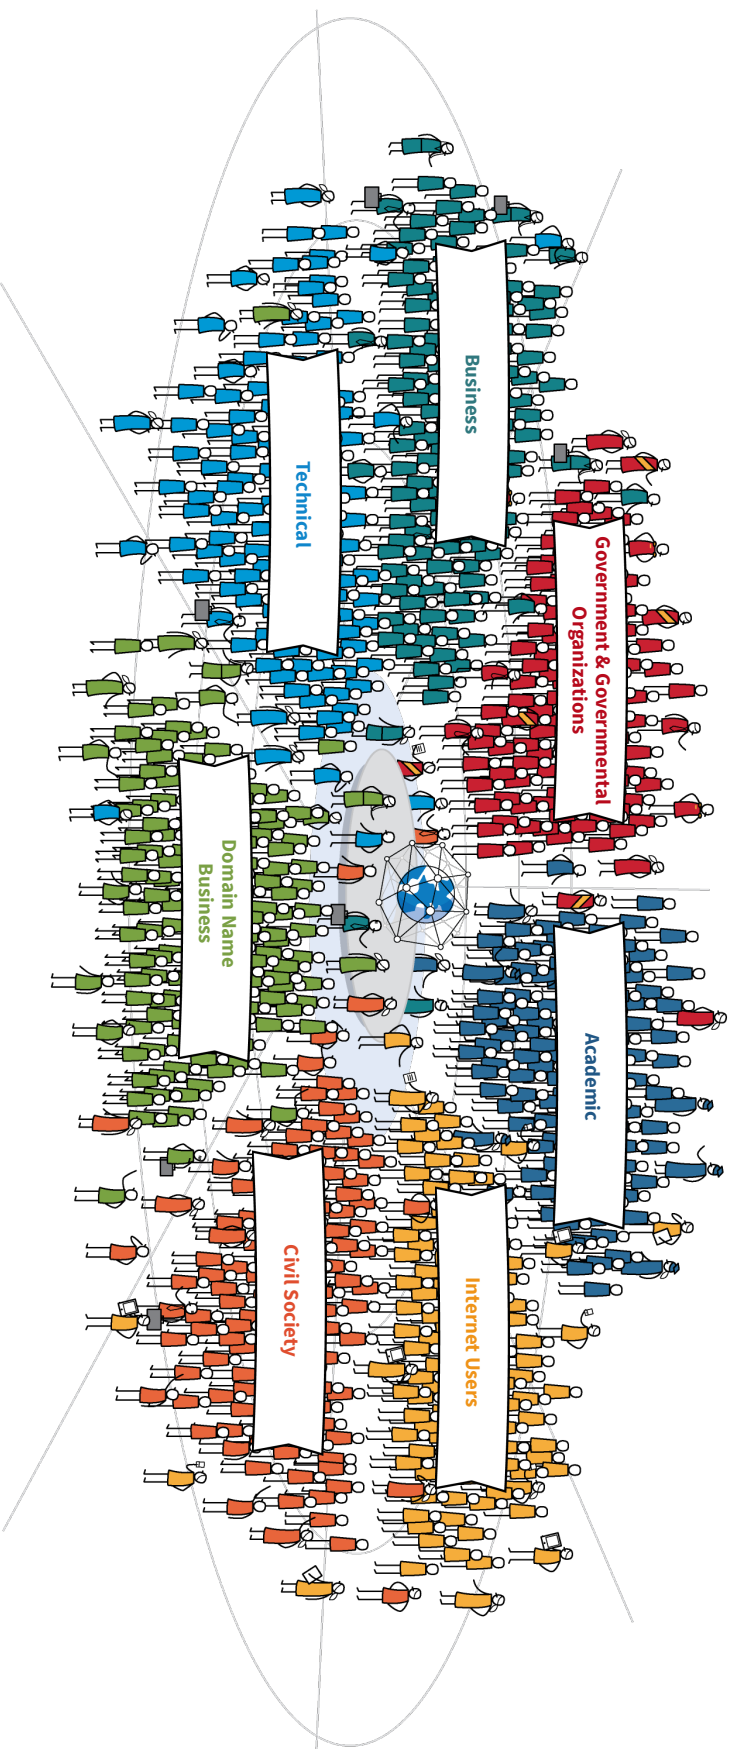 Government & Governmental
Organizations
Academic
Business
Internet Users
Technical
Civil Society
Domain Name
Business